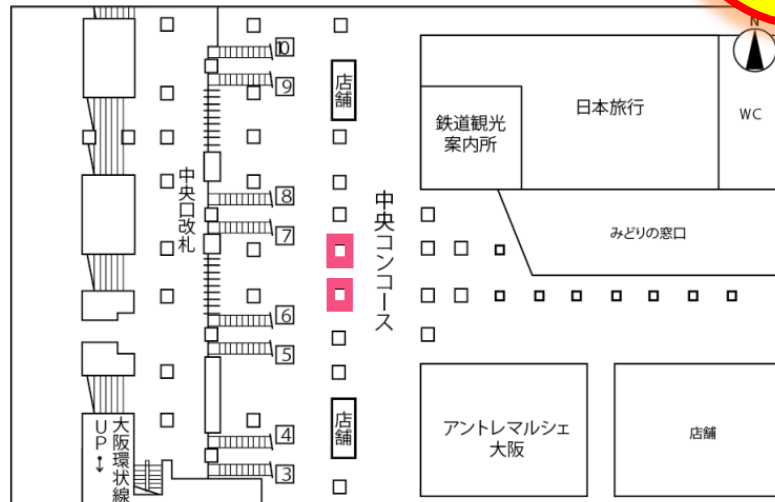 N
10
9
店舗
日本旅行
WC
鉄道観光
案内所
中央口改札
8
7
中央コンコース
みどりの窓口
6
5
アントレマルシェ
大阪
店舗
店舗
4
3
大阪環状線
UP↕